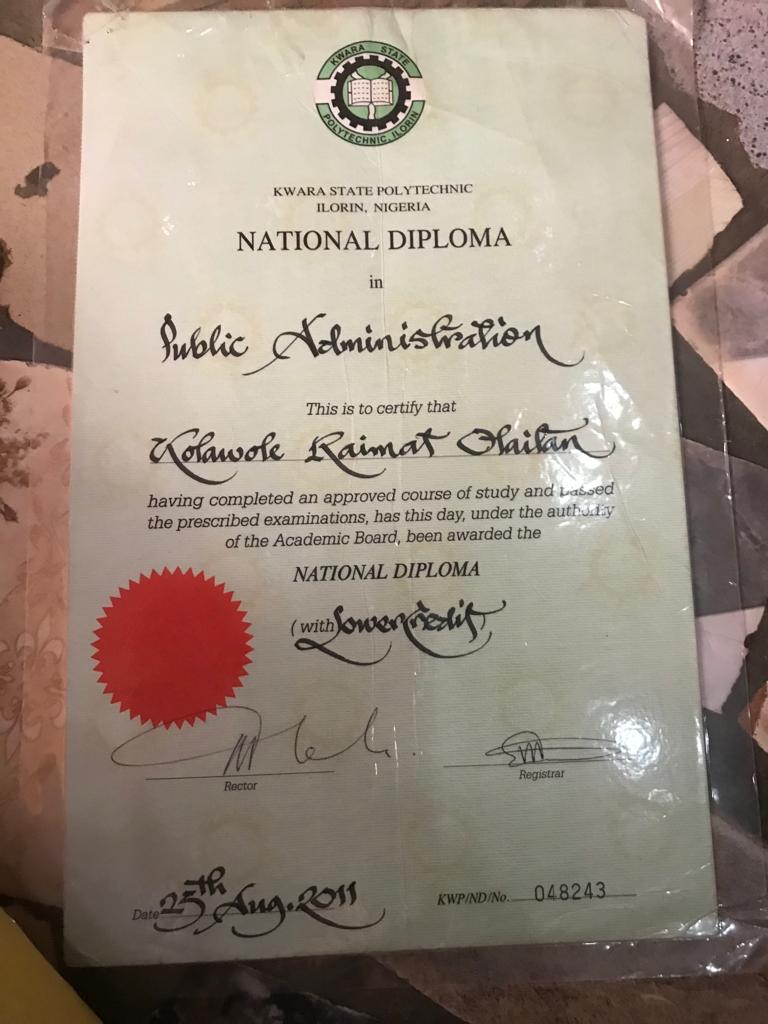 KWARA STATE
POLYTECHNIC, ILORIN
KWARA STATE POLYTECHNIC
ILORIN, NIGERIA
NATIONAL DIPLOMA
in
Public Administration
This is to certify that
Kolawole Raimat Olaitan
having completed an approved course of study and passed
the prescribed examinations, has this day, under the authority
of the Academic Board, been awarded the
NATIONAL DIPLOMA
(with Lower Credit
Rector
Registrar
Date 25th Aug. 2011
KWP/ND/No. 048243